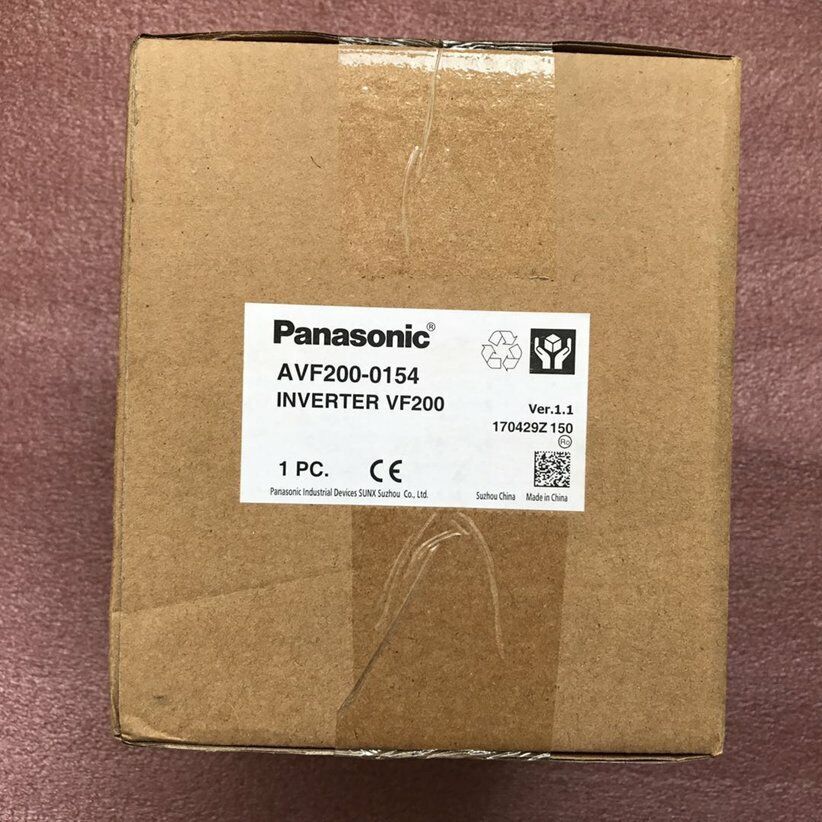 Panasonic®
AVF200-0154
INVERTER VF200
Ver.1.1
170429Z 150
Ro
1 PC. CE
Panasonic Industrial Devices SUNX Suzhou Co., Ltd. Suzhou China Made in China